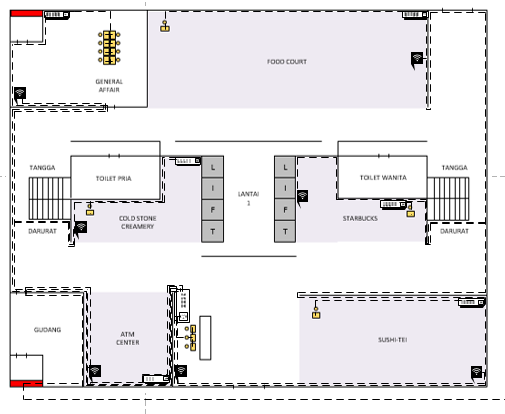 FOOD COURT
GENERAL
AFFAIR
TANGGA
TOILET PRIA
L
I
F
T
LANTAI
1
L
I
F
T
TOILET WANITA
TANGGA
COLD STONE
CREAMERY
STARBUCKS
DARURAT
DARURAT
GUDANG
ATM
CENTER
SUSHI-TEI